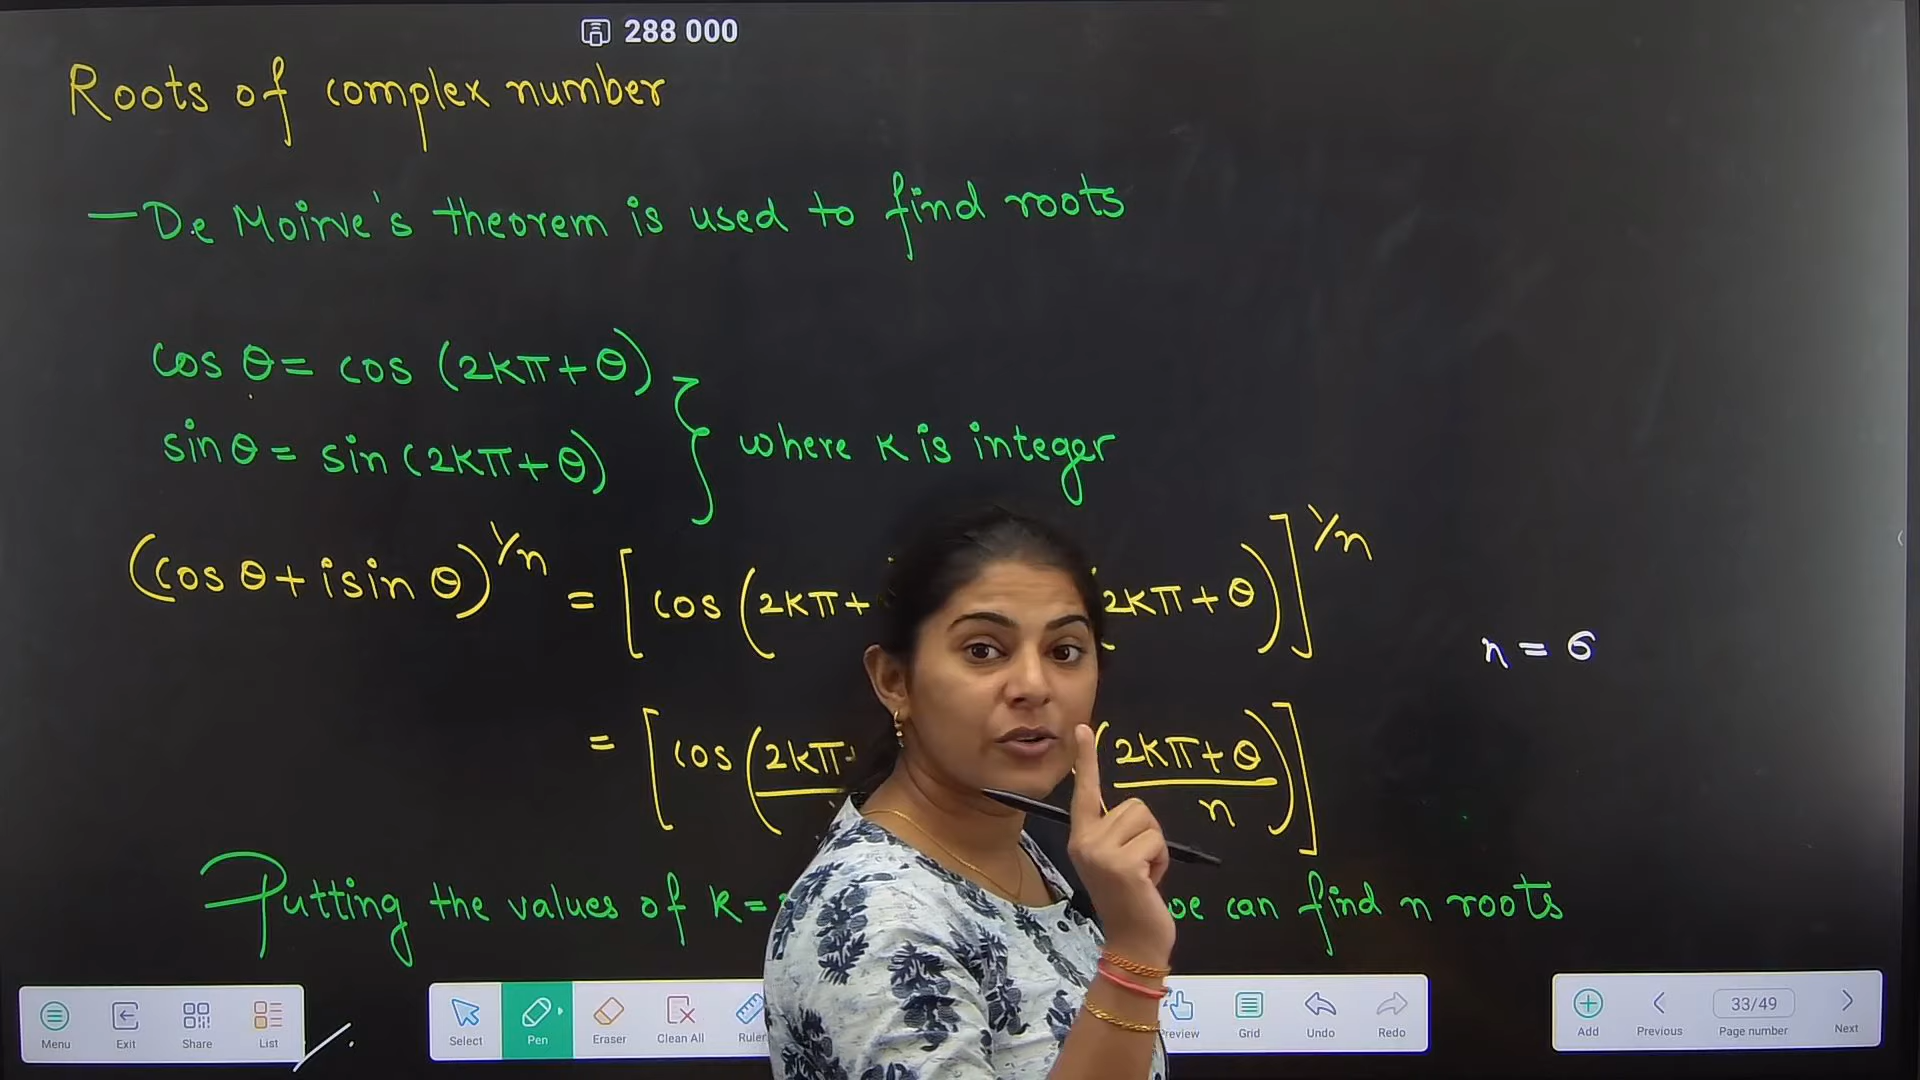 288 000
Roots of complex number
— De Moirve's theorem is used to find roots
cos θ = cos (2kπ + θ)
sin θ = sin (2kπ + θ)
} where k is integer
(cos θ + i sin θ)^1/n = [cos (2kπ + 2kπ + θ)]^1/n
n = 6
= [cos (2kπ (2kπ + θ)/n)]
Putting the values of k = we can find n roots
Menu Exit Share List Select Pen Eraser Clean All Ruler Preview Grid Undo Redo Add Previous 33/49 Page number Next